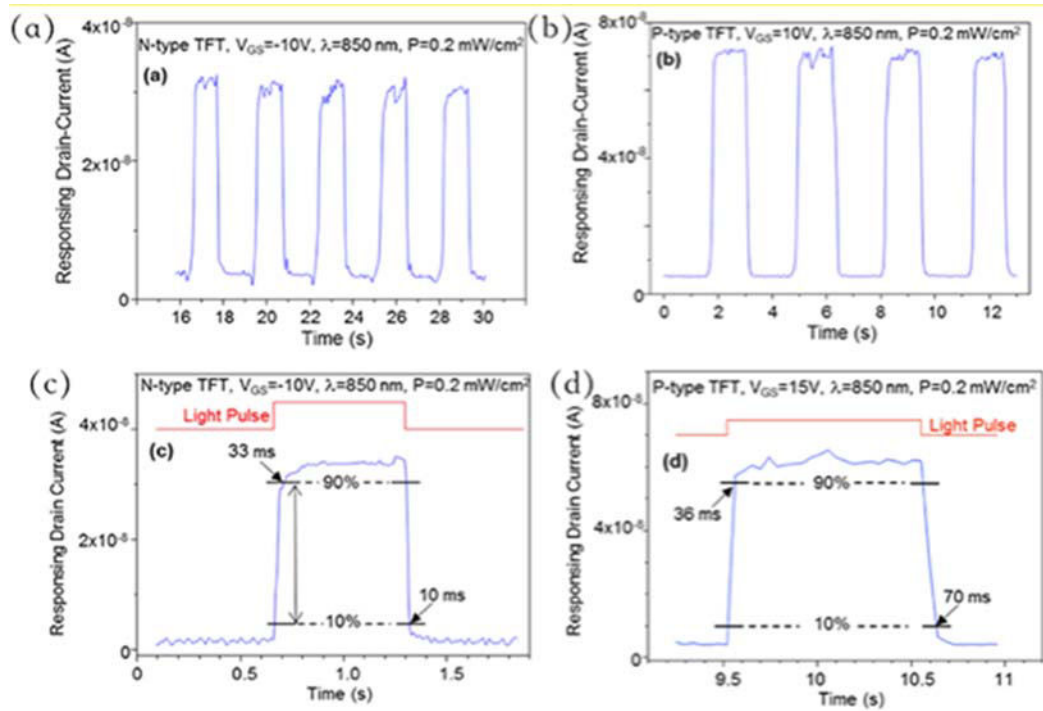 (a)
N-type TFT, V_GS=-10V, λ=850 nm, P=0.2 mW/cm²
(a)
Responsing Drain-Current (A)
4x10⁻⁸
2x10⁻⁸
0
16 18 20 22 24 26 28 30
Time (s)
(b)
P-type TFT, V_GS=10V, λ=850 nm, P=0.2 mW/cm²
(b)
Responsing Drain-Current (A)
8x10⁻⁸
4x10⁻⁸
0
0 2 4 6 8 10 12
Time (s)
(c)
N-type TFT, V_GS=-10V, λ=850 nm, P=0.2 mW/cm²
Light Pulse
(c)
33 ms
90%
10 ms
10%
Responsing Drain Current (A)
4x10⁻⁸
2x10⁻⁸
0
0 0.5 1.0 1.5
Time (s)
(d)
P-type TFT, V_GS=15V, λ=850 nm, P=0.2 mW/cm²
Light Pulse
(d)
90%
36 ms
70 ms
10%
Responsing Drain Current (A)
8x10⁻⁸
4x10⁻⁸
0
9.5 10 10.5 11
Time (s)